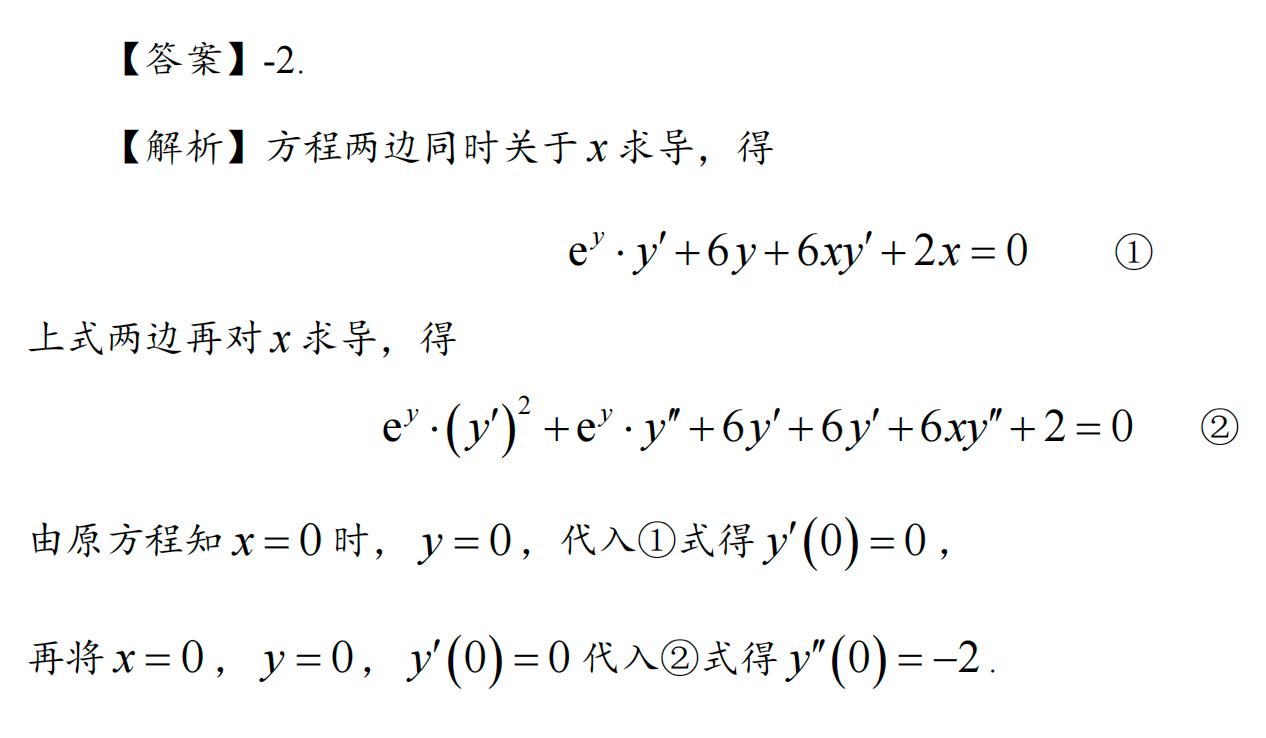 【答案】-2.
【解析】方程两边同时关于 x 求导，得
e^y · y′ + 6y + 6xy′ + 2x = 0 ①
上式两边再对 x 求导，得
e^y · (y′)^2 + e^y · y″ + 6y′ + 6y′ + 6xy″ + 2 = 0 ②
由原方程知 x = 0 时， y = 0 ，代入①式得 y′(0) = 0 ，
再将 x = 0 ， y = 0 ， y′(0) = 0 代入②式得 y″(0) = −2 .